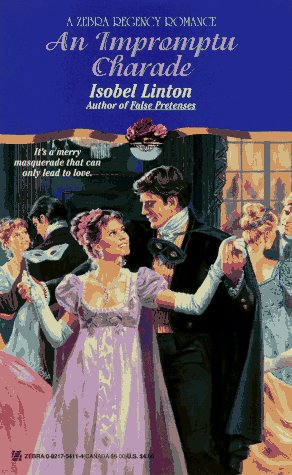 A ZEBRA REGENCY ROMANCE
An Impromptu
Charade
Isobel Linton
Author of False Pretenses
It's a merry
masquerade that can
only lead to love.